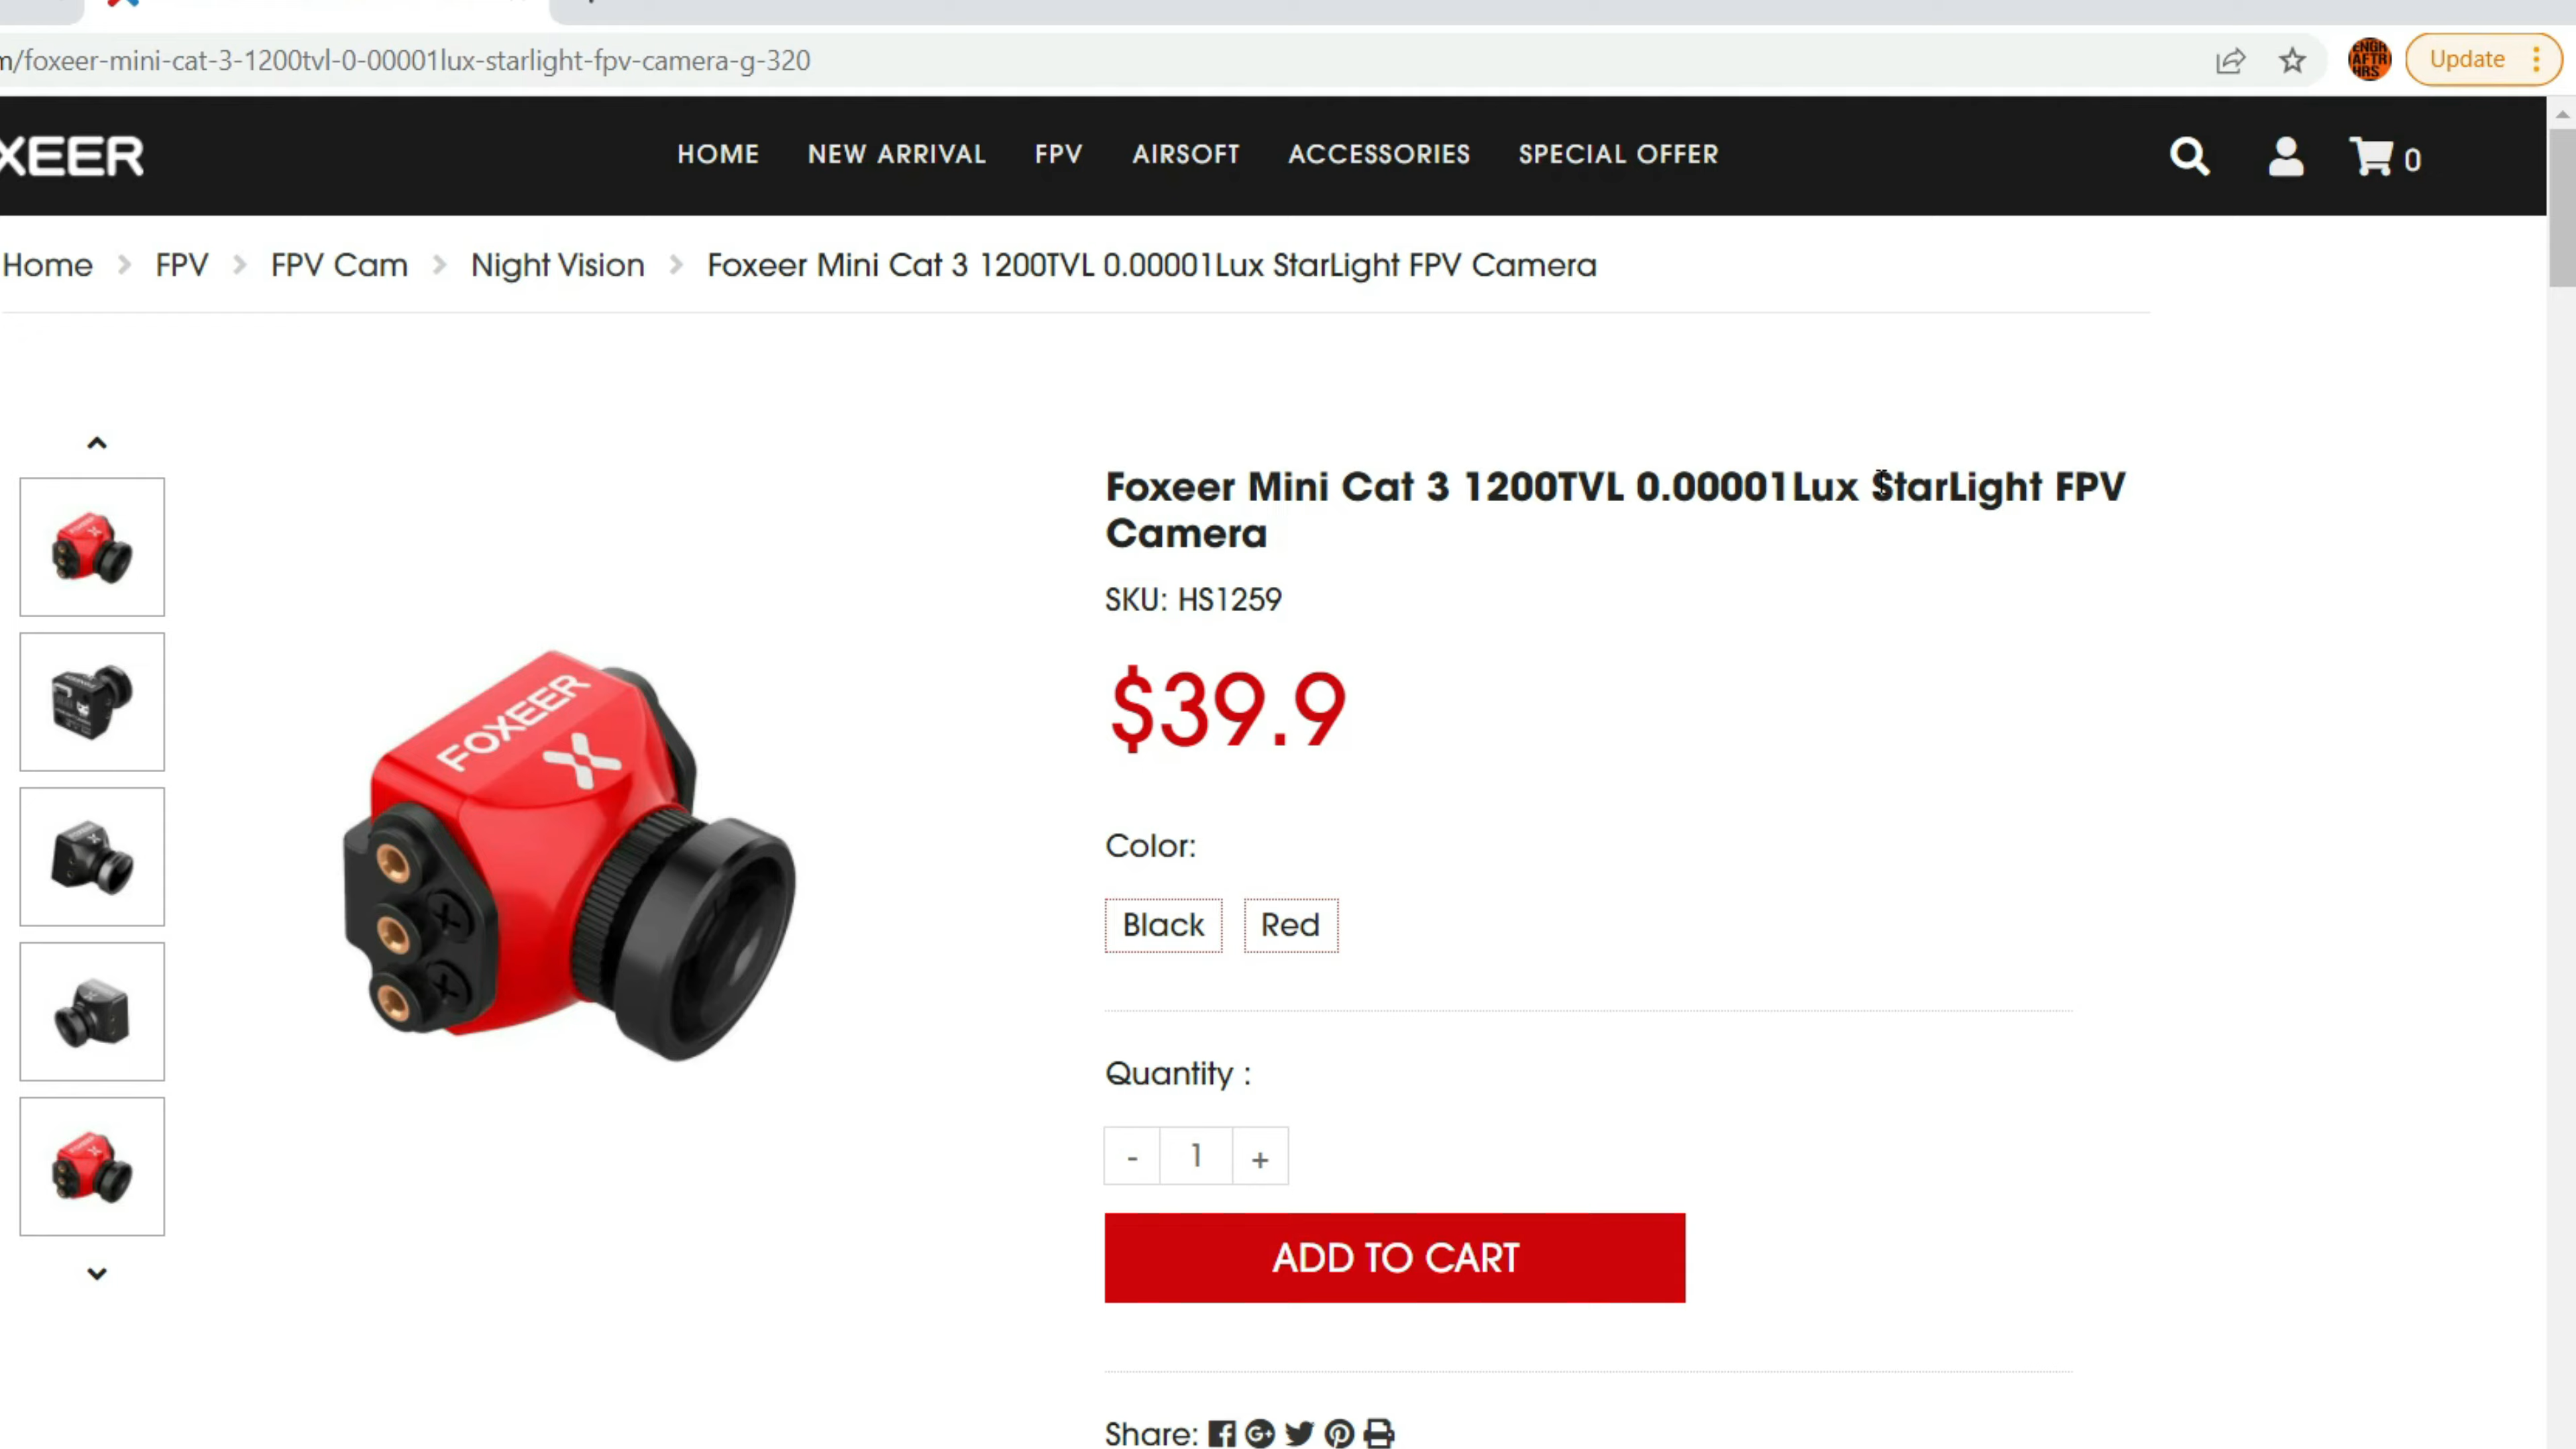 m/foxeer-mini-cat-3-1200tvl-0-00001lux-starlight-fpv-camera-g-320
ENGR
AFTR
HRS
Update
XEER
HOME NEW ARRIVAL FPV AIRSOFT ACCESSORIES SPECIAL OFFER
0
Home FPV FPV Cam Night Vision Foxeer Mini Cat 3 1200TVL 0.00001Lux StarLight FPV Camera
Foxeer Mini Cat 3 1200TVL 0.00001Lux StarLight FPV
Camera
SKU: HS1259
$39.9
FOXEER
Color:
Black Red
Quantity :
- 1 +
ADD TO CART
Share: